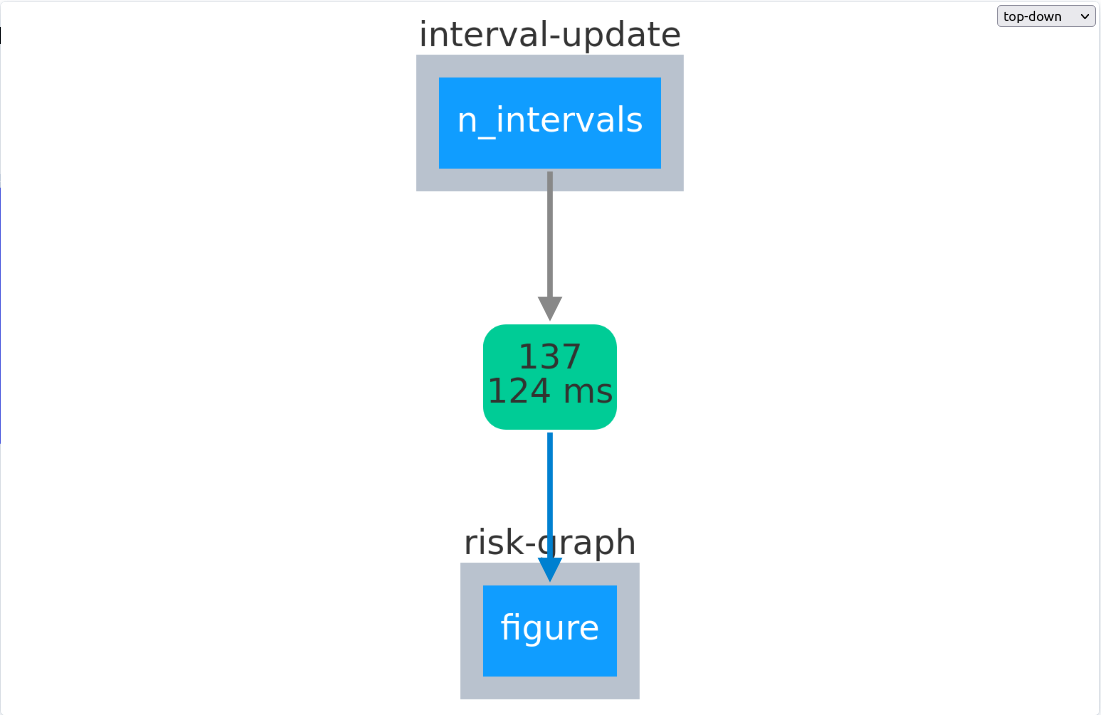 top-down
interval-update
n_intervals
137
124 ms
risk-graph
figure